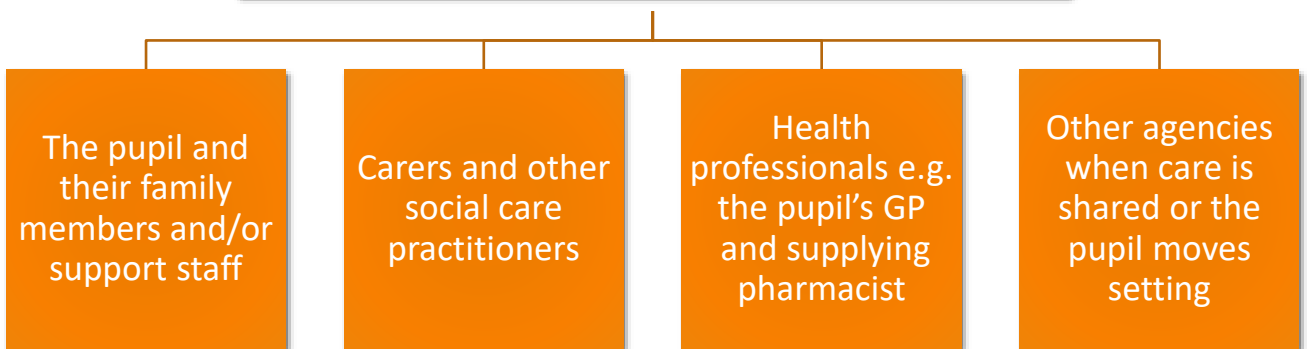 The pupil and
their family
members and/or
support staff
Carers and other
social care
practitioners
Health
professionals e.g.
the pupil’s GP
and supplying
pharmacist
Other agencies
when care is
shared or the
pupil moves
setting